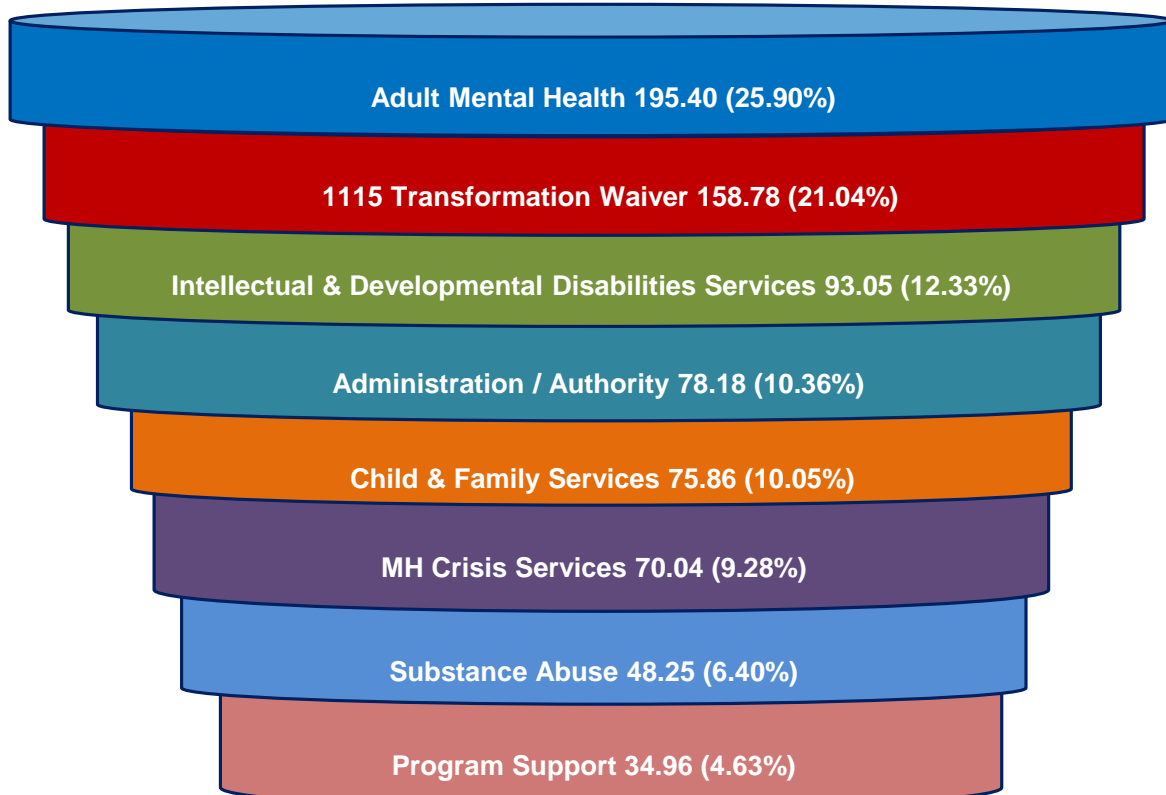 Adult Mental Health 195.40 (25.90%)
1115 Transformation Waiver 158.78 (21.04%)
Intellectual & Developmental Disabilities Services 93.05 (12.33%)
Administration / Authority 78.18 (10.36%)
Child & Family Services 75.86 (10.05%)
MH Crisis Services 70.04 (9.28%)
Substance Abuse 48.25 (6.40%)
Program Support 34.96 (4.63%)